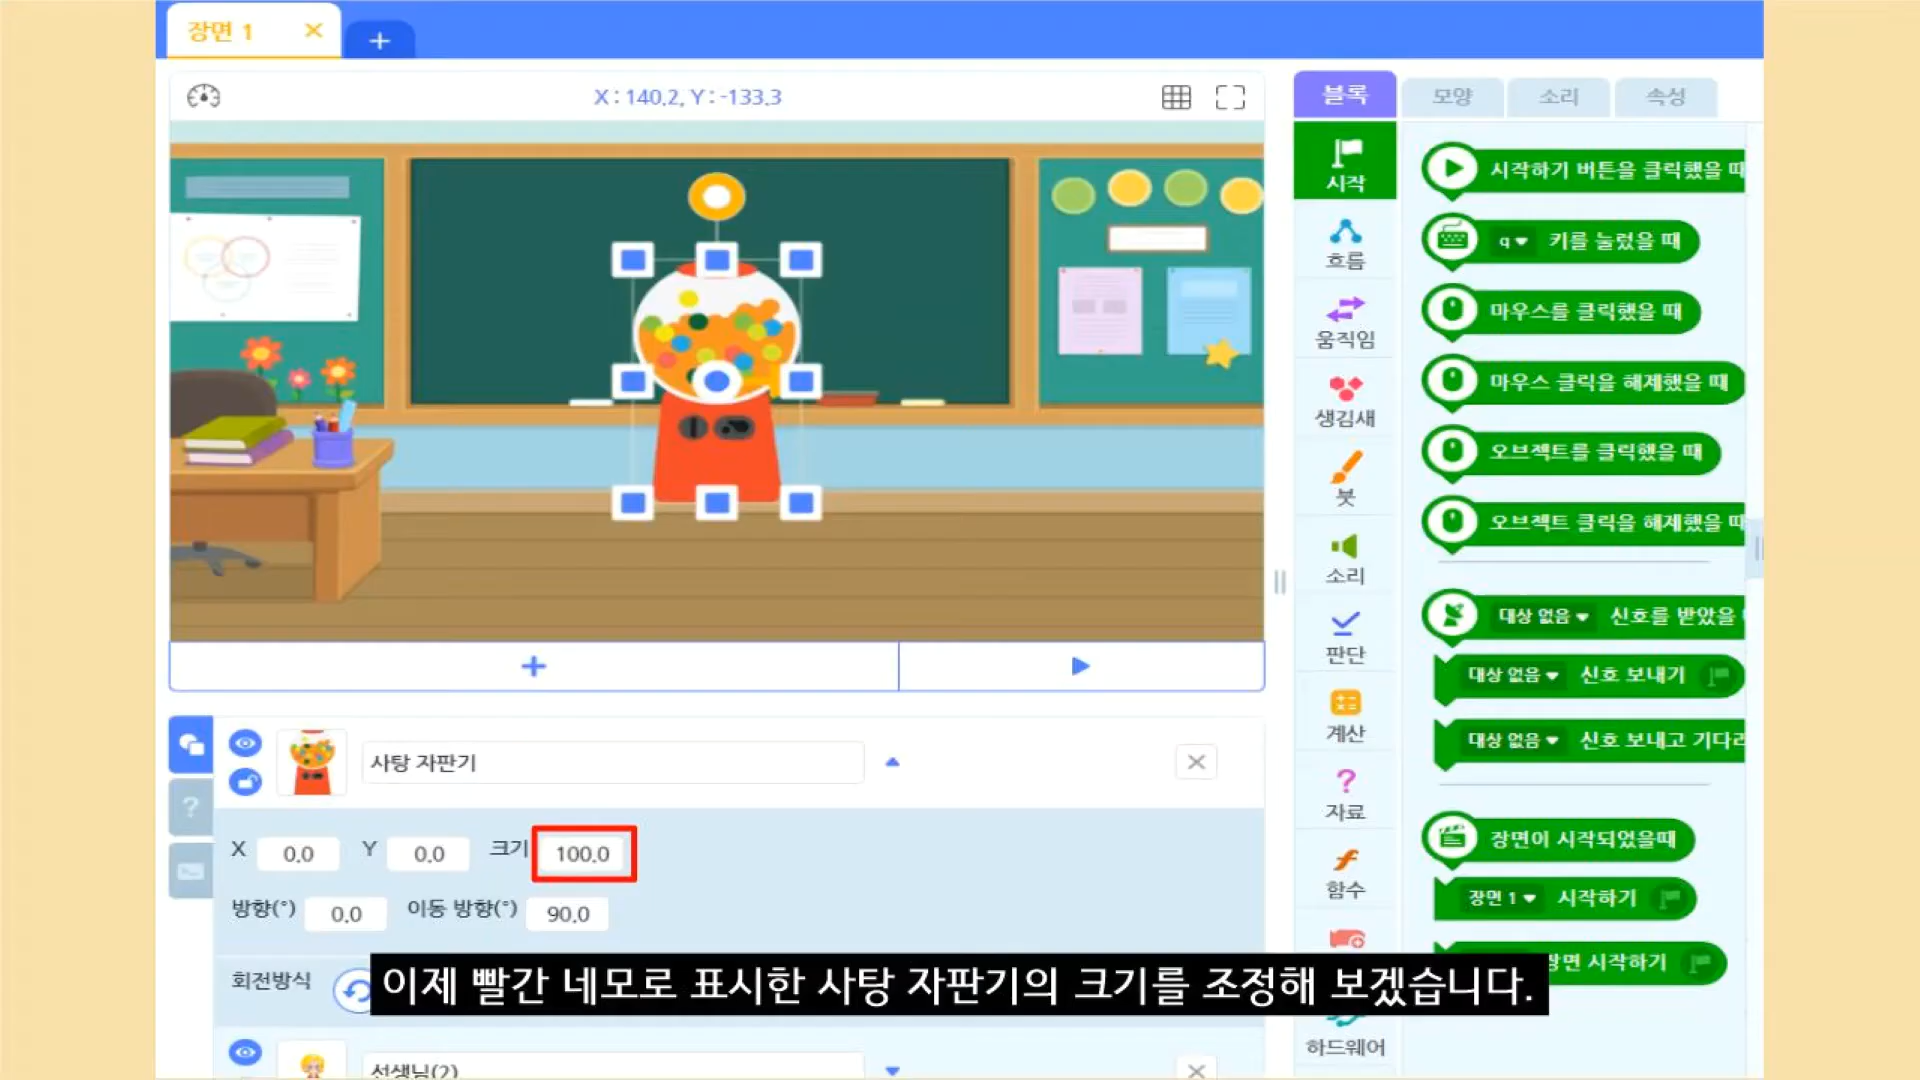 장면 1
X : 140.2, Y : -133.3
블록
모양
소리
속성
시작
흐름
움직임
생김새
붓
소리
판단
계산
자료
함수
하드웨어
시작하기 버튼을 클릭했을 때
q 키를 눌렀을 때
마우스를 클릭했을 때
마우스 클릭을 해제했을 때
오브젝트를 클릭했을 때
오브젝트 클릭을 해제했을 때
대상 없음 신호를 받았을
대상 없음 신호 보내기
대상 없음 신호 보내고 기다리
장면이 시작되었을때
장면 1 시작하기
장면 시작하기
사탕 자판기
X 0.0 Y 0.0 크기 100.0
방향(°) 0.0 이동 방향(°) 90.0
회전방식
이제 빨간 네모로 표시한 사탕 자판기의 크기를 조정해 보겠습니다.
선생님(2)